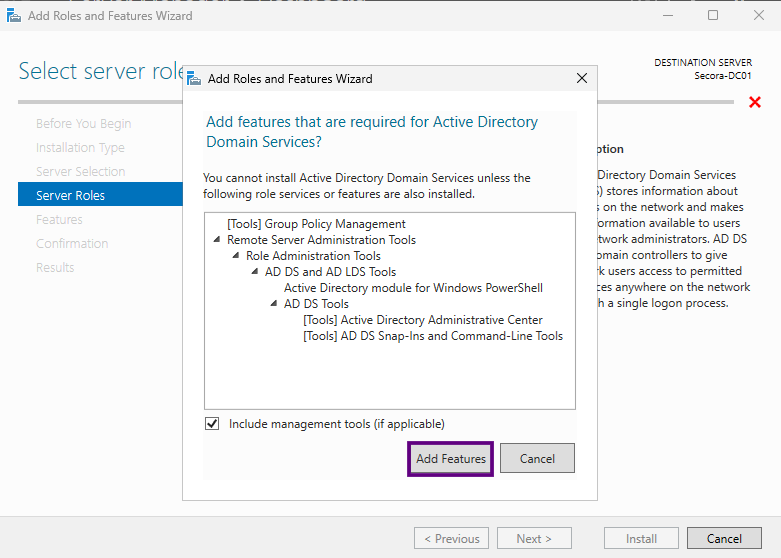 Add Roles and Features Wizard
Select server role
DESTINATION SERVER
Secora-DC01
Before You Begin
Installation Type
Server Selection
Server Roles
Features
Confirmation
Results
Add Roles and Features Wizard
Add features that are required for Active Directory
Domain Services?
You cannot install Active Directory Domain Services unless the
following role services or features are also installed.
[Tools] Group Policy Management
Remote Server Administration Tools
Role Administration Tools
AD DS and AD LDS Tools
Active Directory module for Windows PowerShell
AD DS Tools
[Tools] Active Directory Administrative Center
[Tools] AD DS Snap-Ins and Command-Line Tools
Include management tools (if applicable)
Add Features
Cancel
ption
Directory Domain Services
) stores information about
on the network and makes
ormation available to users
twork administrators. AD DS
omain controllers to give
k users access to permitted
ces anywhere on the network
h a single logon process.
< Previous
Next >
Install
Cancel